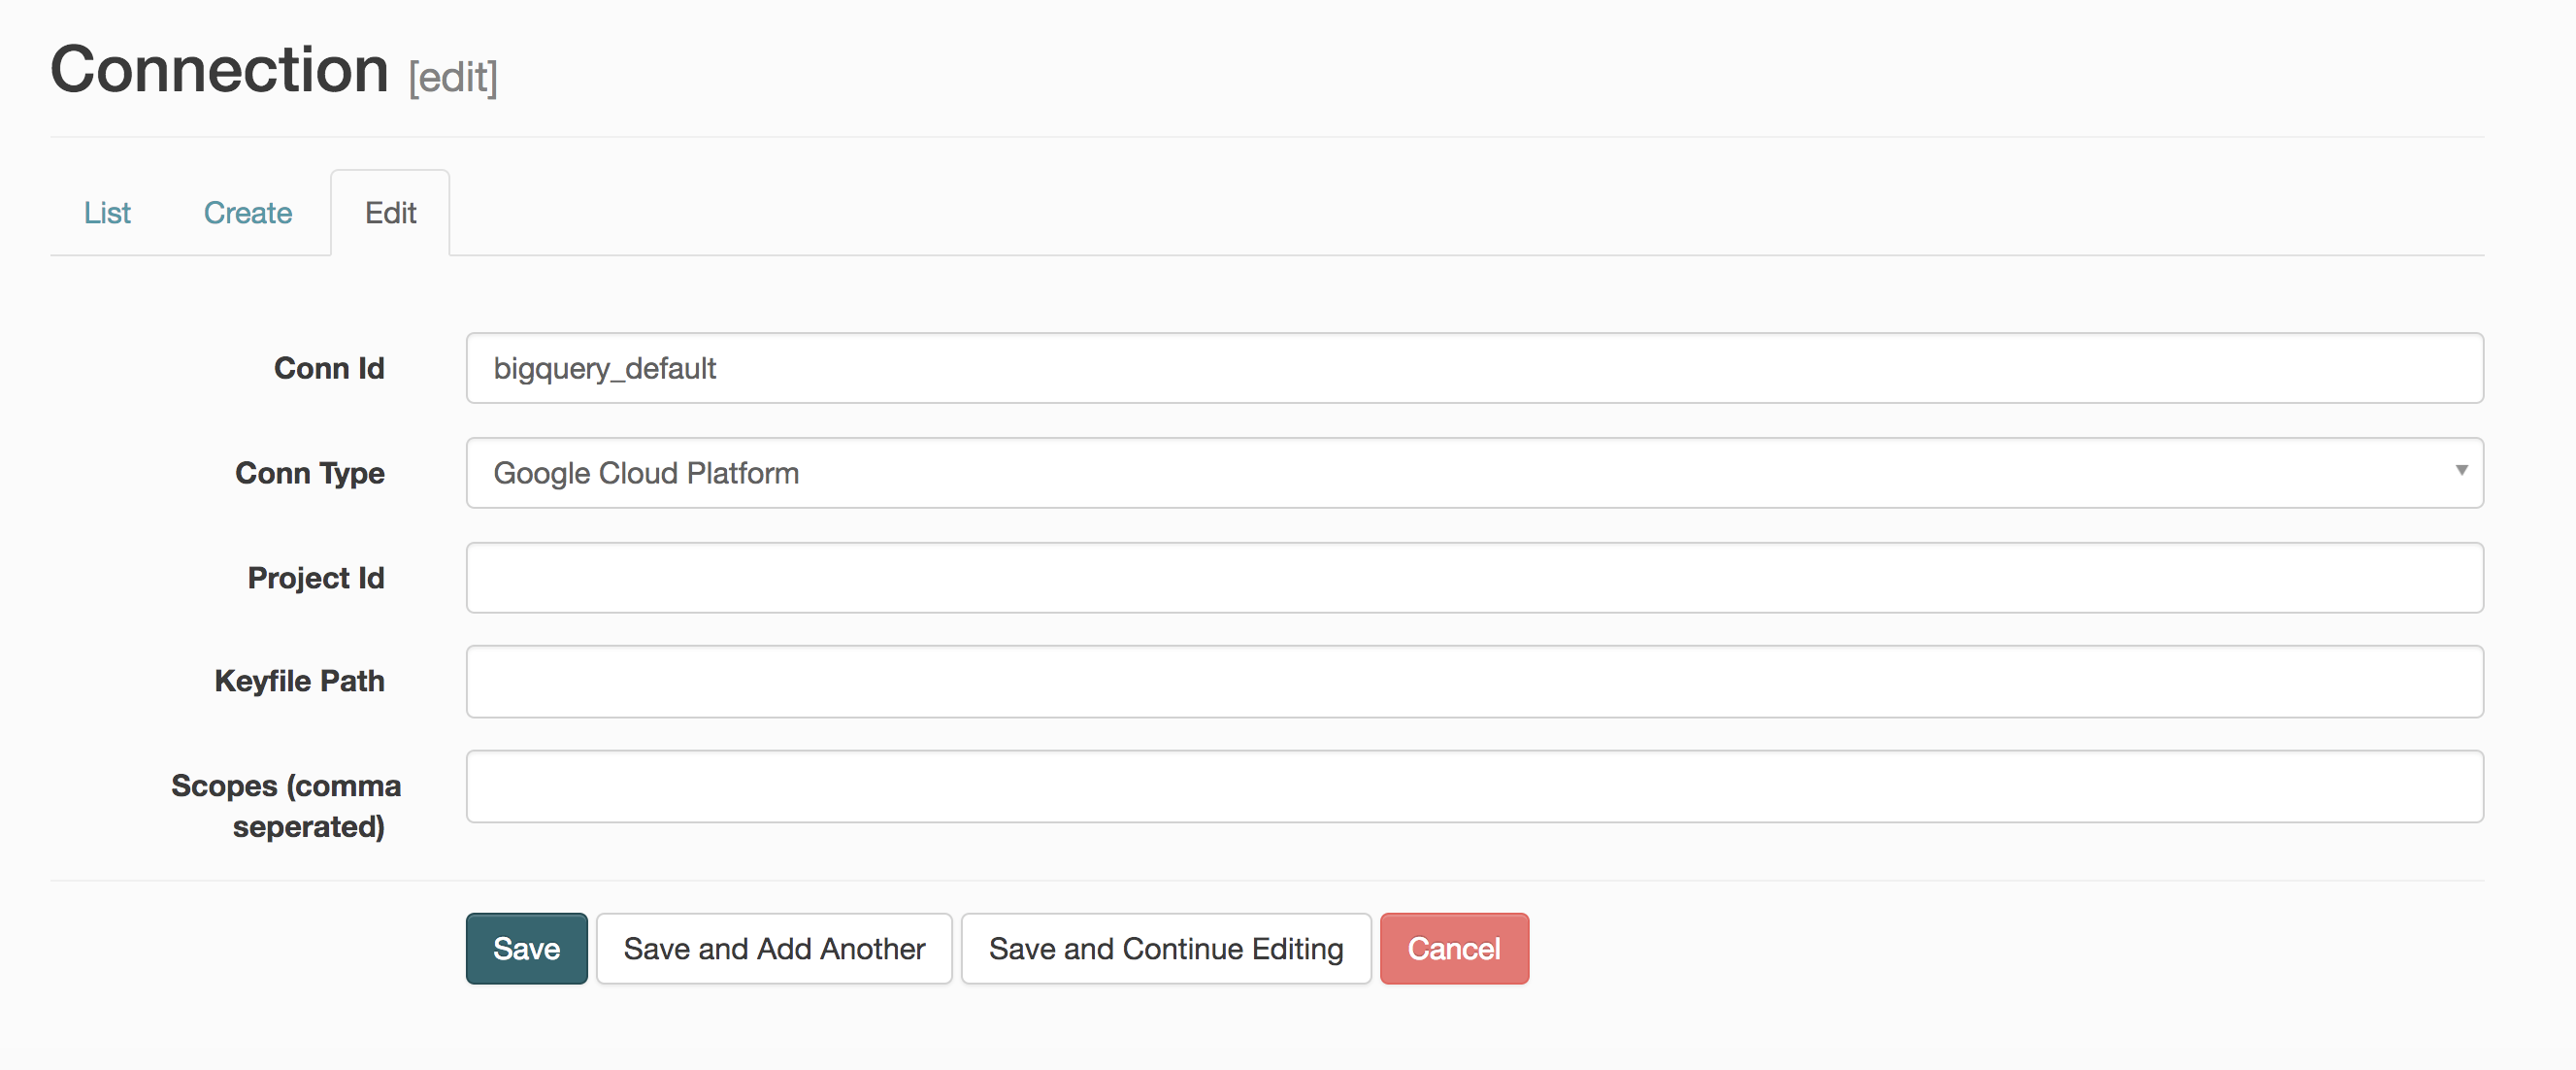 Connection [edit]
List Create Edit
Conn Id bigquery_default
Conn Type Google Cloud Platform
Project Id
Keyfile Path
Scopes (comma
seperated)
Save Save and Add Another Save and Continue Editing Cancel